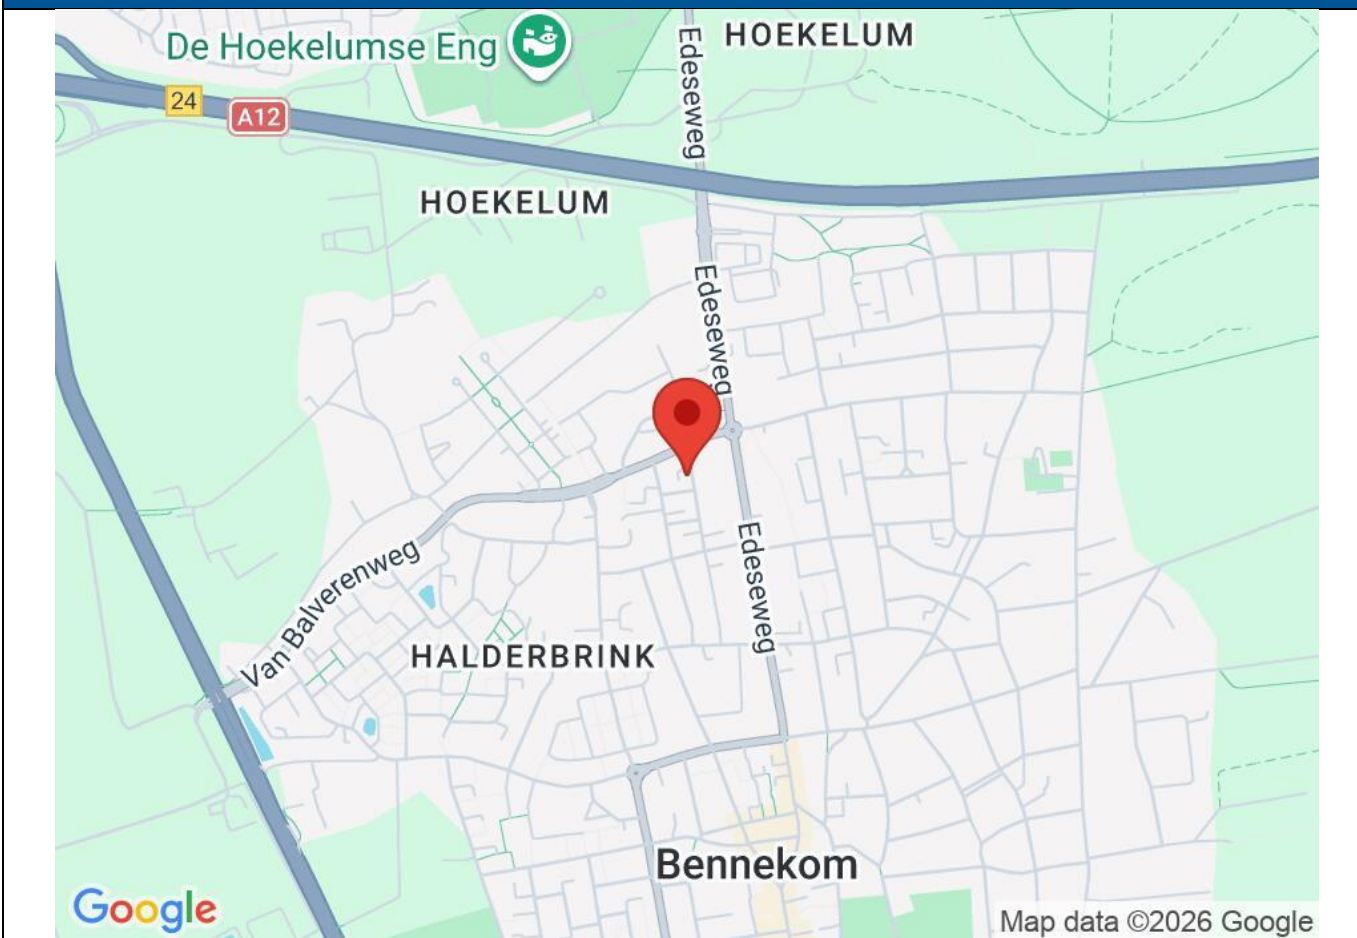 De Hoekelumse Eng
HOEKELUM
Edeseweg
24
A12
HOEKELUM
Edeseweg
Edeseweg
Van Balverenweg
HALDERBRINK
Bennekom
Google
Map data ©2026 Google